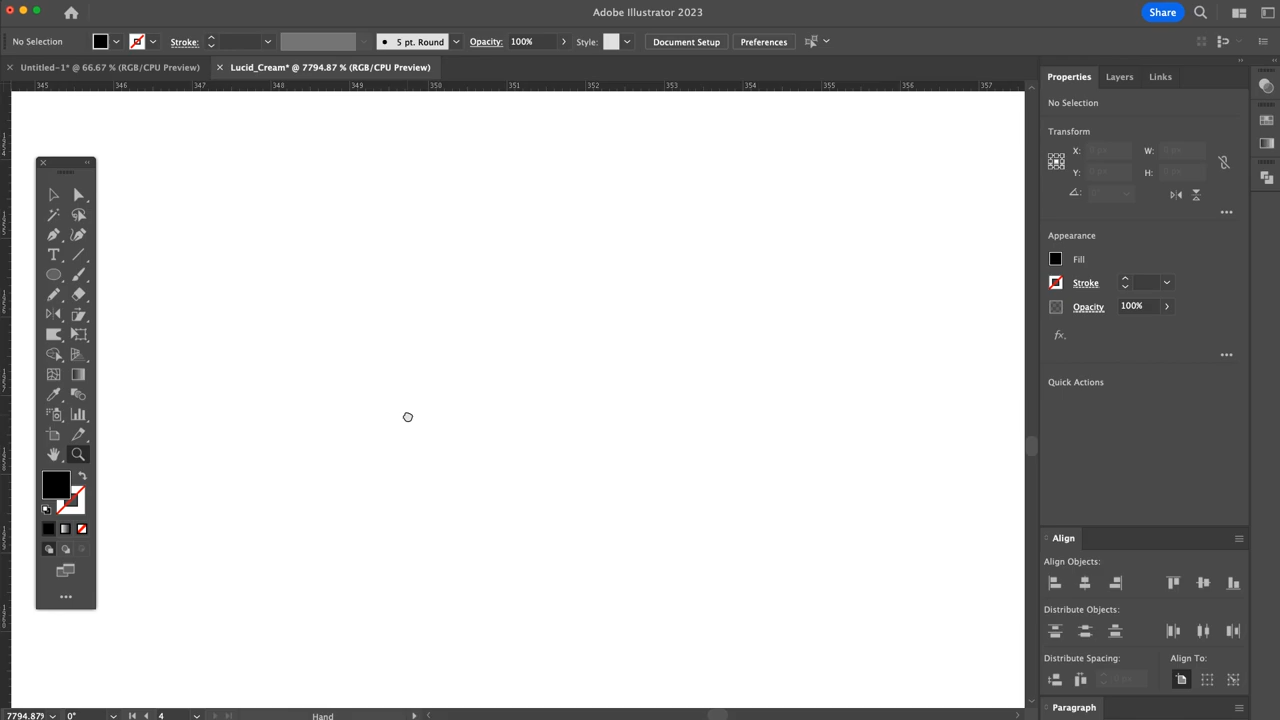 Adobe Illustrator 2023
Share
No Selection
Stroke:
5 pt. Round
Opacity:
100%
Style:
Document Setup
Preferences
Untitled-1* @ 66.67 % (RGB/CPU Preview)
Lucid_Cream* @ 7794.87 % (RGB/CPU Preview)
345 346 347 348 349 350 351 352 353 354 355 356 357
Properties
Layers
Links
No Selection
Transform
X:
W:
Y:
H:
Appearance
Fill
Stroke
Opacity
100%
fx.
Quick Actions
Align
Align Objects:
Distribute Objects:
Distribute Spacing:
Align To:
Paragraph
7794.87%
0°
4
Hand